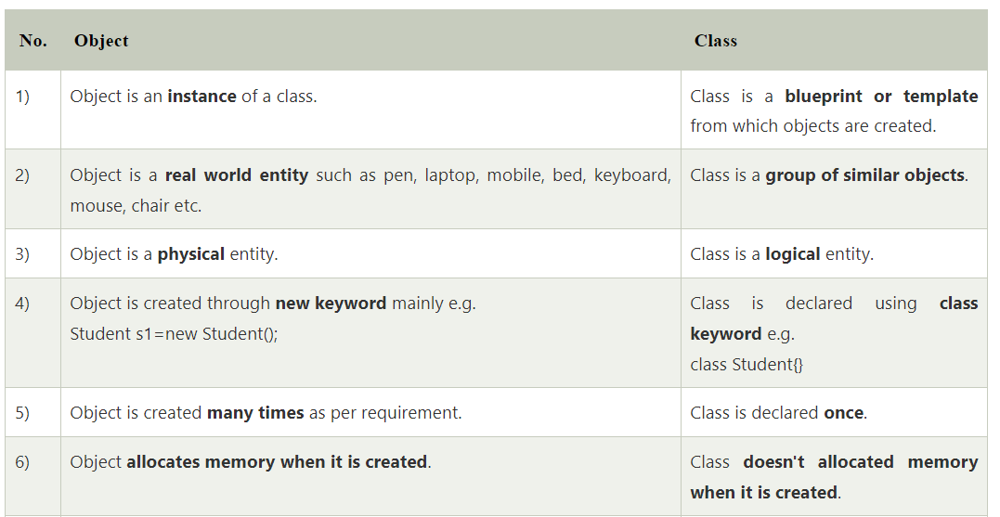 No. Object Class
1) Object is an instance of a class. Class is a blueprint or template
from which objects are created.
2) Object is a real world entity such as pen, laptop, mobile, bed, keyboard, Class is a group of similar objects.
mouse, chair etc.
3) Object is a physical entity. Class is a logical entity.
4) Object is created through new keyword mainly e.g. Class is declared using class
Student s1=new Student(); keyword e.g.
class Student{}
5) Object is created many times as per requirement. Class is declared once.
6) Object allocates memory when it is created. Class doesn't allocated memory
when it is created.